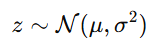 z ∼ 𝒩(μ, σ²)